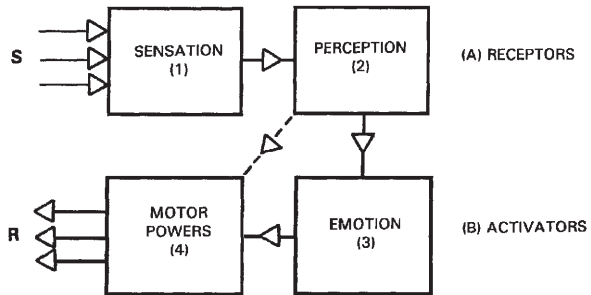 S
SENSATION
(1)
PERCEPTION
(2)
(A) RECEPTORS
R
MOTOR
POWERS
(4)
EMOTION
(3)
(B) ACTIVATORS